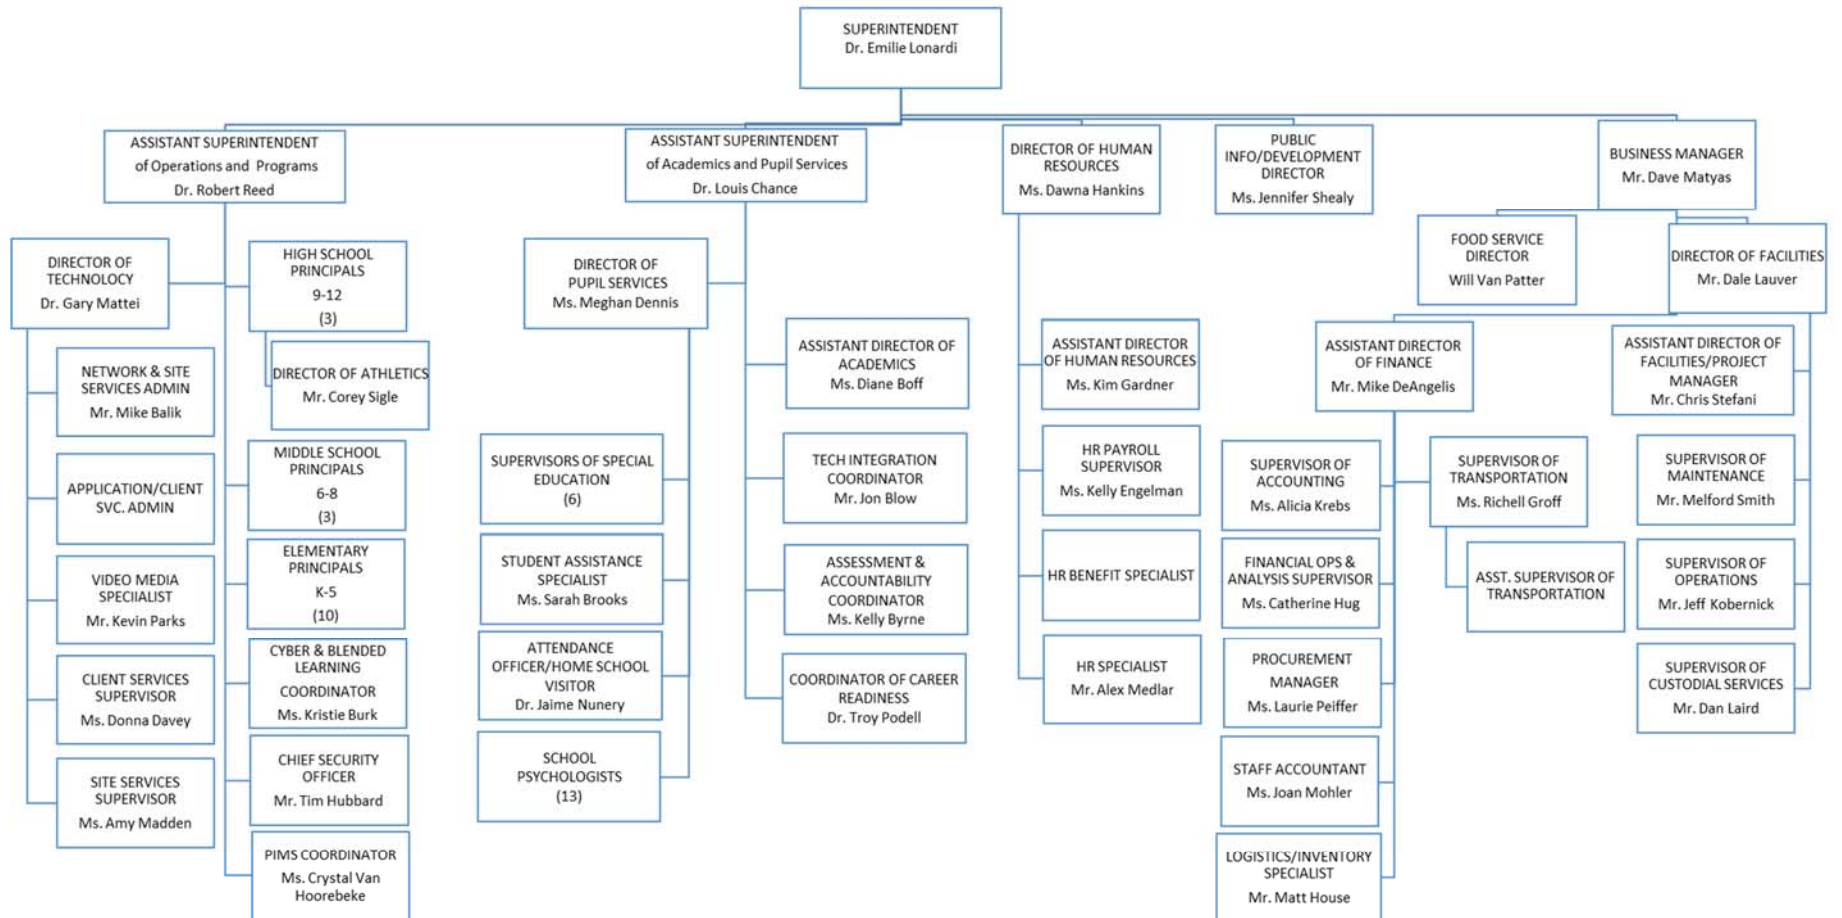 SUPERINTENDENT
Dr. Emilie Lonardi
ASSISTANT SUPERINTENDENT
of Operations and Programs
Dr. Robert Reed
ASSISTANT SUPERINTENDENT
of Academics and Pupil Services
Dr. Louis Chance
DIRECTOR OF HUMAN
RESOURCES
Ms. Dawna Hankins
PUBLIC
INFO/DEVELOPMENT
DIRECTOR
Ms. Jennifer Shealy
BUSINESS MANAGER
Mr. Dave Matyas
DIRECTOR OF
TECHNOLOGY
Dr. Gary Mattei
NETWORK & SITE
SERVICES ADMIN
Mr. Mike Balik
APPLICATION/CLIENT
SVC. ADMIN
VIDEO MEDIA
SPECIIALIST
Mr. Kevin Parks
CLIENT SERVICES
SUPERVISOR
Ms. Donna Davey
SITE SERVICES
SUPERVISOR
Ms. Amy Madden
HIGH SCHOOL
PRINCIPALS
9-12
(3)
DIRECTOR OF ATHLETICS
Mr. Corey Sigle
MIDDLE SCHOOL
PRINCIPALS
6-8
(3)
ELEMENTARY
PRINCIPALS
K-5
(10)
CYBER & BLENDED
LEARNING
COORDINATOR
Ms. Kristie Burk
CHIEF SECURITY
OFFICER
Mr. Tim Hubbard
PIMS COORDINATOR
Ms. Crystal Van
Hoorebeke
DIRECTOR OF
PUPIL SERVICES
Ms. Meghan Dennis
SUPERVISORS OF SPECIAL
EDUCATION
(6)
STUDENT ASSISTANCE
SPECIALIST
Ms. Sarah Brooks
ATTENDANCE
OFFICER/HOME SCHOOL
VISITOR
Dr. Jaime Nunery
SCHOOL
PSYCHOLOGISTS
(13)
ASSISTANT DIRECTOR OF
ACADEMICS
Ms. Diane Boff
TECH INTEGRATION
COORDINATOR
Mr. Jon Blow
ASSESSMENT &
ACCOUNTABILITY
COORDINATOR
Ms. Kelly Byrne
COORDINATOR OF CAREER
READINESS
Dr. Troy Podell
ASSISTANT DIRECTOR
OF HUMAN RESOURCES
Ms. Kim Gardner
HR PAYROLL
SUPERVISOR
Ms. Kelly Engelman
HR BENEFIT SPECIALIST
HR SPECIALIST
Mr. Alex Medlar
FOOD SERVICE
DIRECTOR
Will Van Patter
DIRECTOR OF FACILITIES
Mr. Dale Lauver
ASSISTANT DIRECTOR
OF FINANCE
Mr. Mike DeAngelis
SUPERVISOR OF
ACCOUNTING
Ms. Alicia Krebs
FINANCIAL OPS &
ANALYSIS SUPERVISOR
Ms. Catherine Hug
PROCUREMENT
MANAGER
Ms. Laurie Peiffer
STAFF ACCOUNTANT
Ms. Joan Mohler
LOGISTICS/INVENTORY
SPECIALIST
Mr. Matt House
SUPERVISOR OF
TRANSPORTATION
Ms. Richell Groff
ASST. SUPERVISOR OF
TRANSPORTATION
ASSISTANT DIRECTOR OF
FACILITIES/PROJECT
MANAGER
Mr. Chris Stefani
SUPERVISOR OF
MAINTENANCE
Mr. Melford Smith
SUPERVISOR OF
OPERATIONS
Mr. Jeff Kobernick
SUPERVISOR OF
CUSTODIAL SERVICES
Mr. Dan Laird